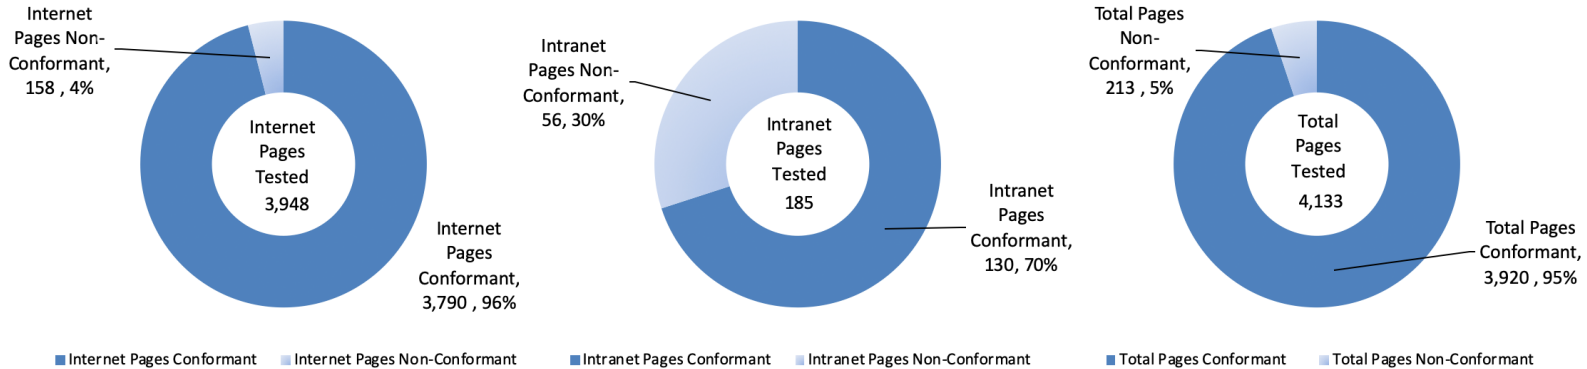 Internet
Pages Non-
Conformant,
158 , 4%
Internet
Pages
Tested
3,948
Internet
Pages
Conformant,
3,790 , 96%
Internet Pages Conformant
Internet Pages Non-Conformant
Intranet
Pages Non-
Conformant,
56, 30%
Intranet
Pages
Tested
185
Intranet
Pages
Conformant,
130, 70%
Intranet Pages Conformant
Intranet Pages Non-Conformant
Total Pages
Non-
Conformant,
213 , 5%
Total
Pages
Tested
4,133
Total Pages
Conformant,
3,920 , 95%
Total Pages Conformant
Total Pages Non-Conformant